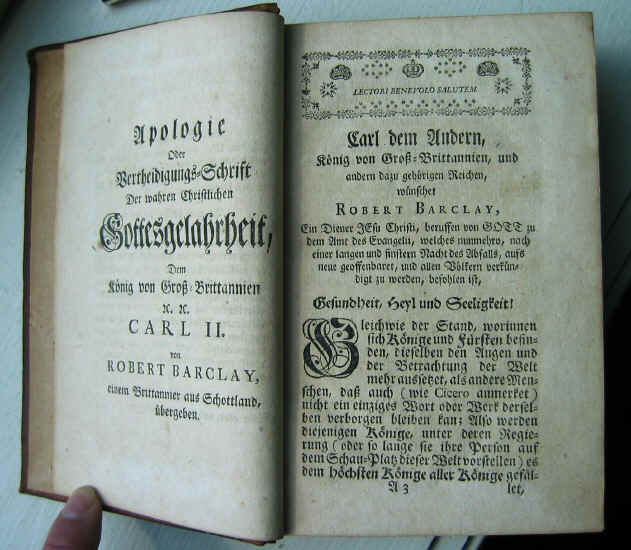 Apologie
Oder
Vertheidigungs-Schrift
Der wahren Christlichen
Gottesgelahrheit,
Dem
König von Groß-Brittannien
ꝛc. ꝛc.
CARL II.
von
ROBERT BARCLAY,
einem Brittannier aus Schottland,
übergeben.
LECTORI BENEVOLO SALUTEM
Carl dem Andern,
König von Groß-Brittannien, und
andern dazu gehörigen Reichen,
wünschet
ROBERT BARCLAY,
Ein Diener JEsu Christi, beruffen von GOTT zu
dem Amt des Evangelii, welches nunmehro, nach
einer langen und finstern Nacht des Abfalls, aufs
neue geoffenbaret, und allen Völkern verkün-
digt zu werden, befohlen ist,
Gesundheit, Heyl und Seeligkeit!
Gleichwie der Stand, worinnen
sich Könige und Fürsten befin-
den, dieselben den Augen und
der Betrachtung der Welt
mehr aussetzet, als andere Men-
schen, daß auch (wie Cicero anmerket)
nicht ein einziges Wort oder Werk dersel-
ben verborgen bleiben kan; Also werden
diejenigen Könige, unter deren Regie-
rung (oder so lange sie ihre Person auf
dem Schau-Platz dieser Welt vorstellen) es
dem höchsten Könige aller Könige gefäl-
A 3 let,